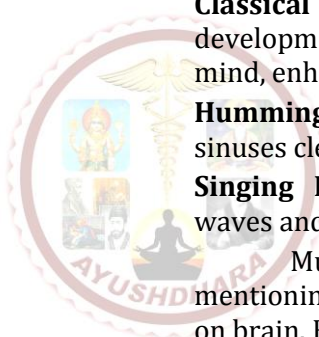 Classical
developm
mind, enh
Humming
sinuses cle
Singing
waves and
Mu
mentionin
on brain. H
AYUSHDHARA